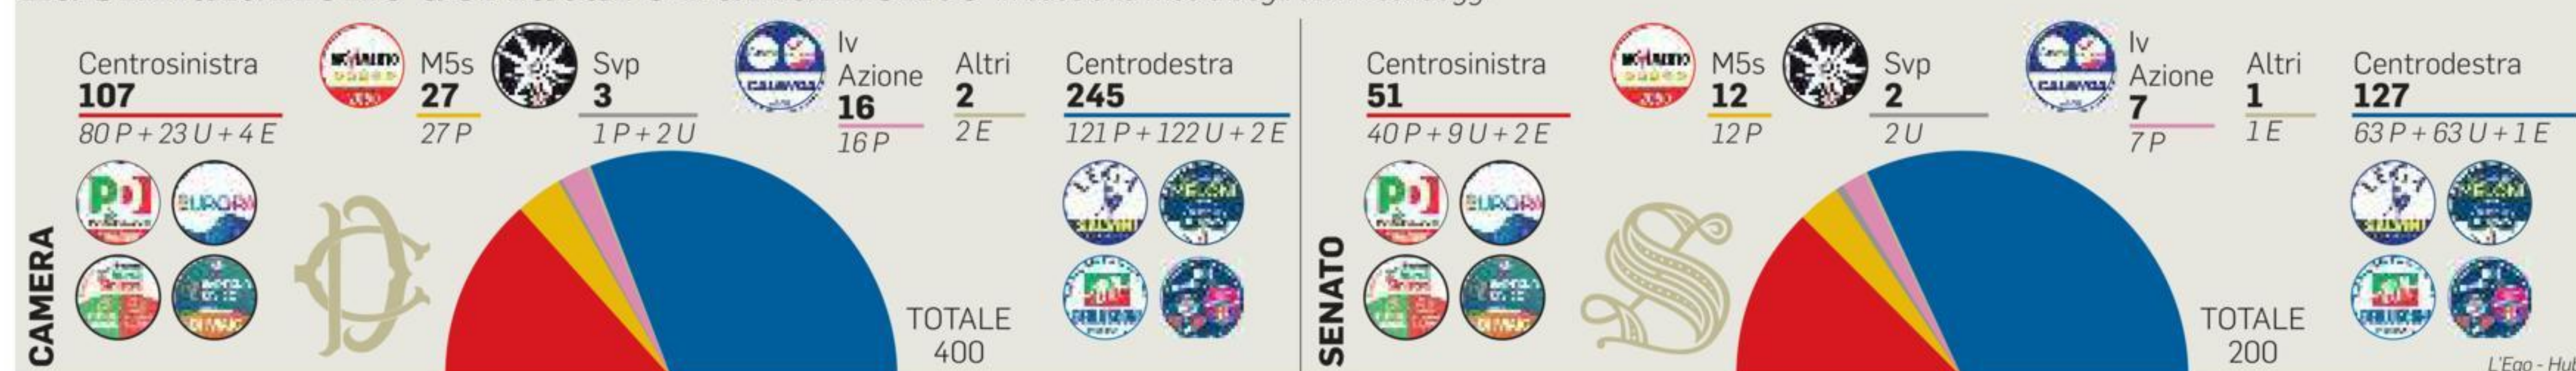 Centrosinistra
107
80 P + 23 U + 4 E
M5s
27
27 P
Svp
3
1 P + 2 U
Iv
Azione
16
16 P
Altri
2
2 E
Centrodestra
245
121 P + 122 U + 2 E
CAMERA
TOTALE
400
Centrosinistra
51
40 P + 9 U + 2 E
M5s
12
12 P
Svp
2
2 U
Iv
Azione
7
7 P
Altri
1
1 E
Centrodestra
127
63 P + 63 U + 1 E
SENATO
TOTALE
200
L'Ego - Hub